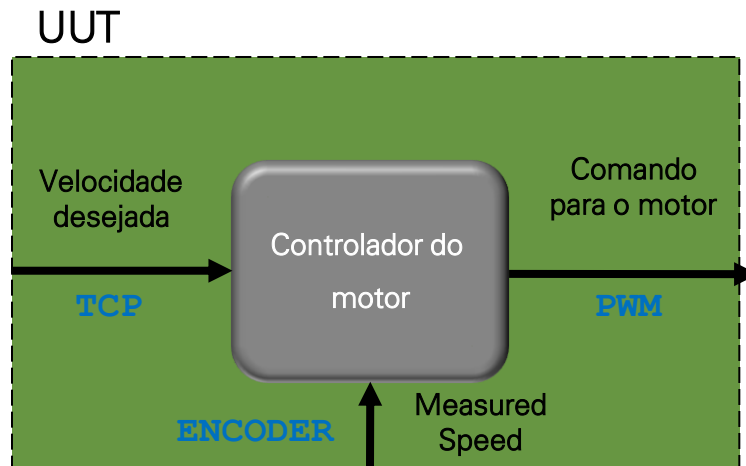 UUT
Velocidade
desejada
TCP
Controlador do
motor
Comando
para o motor
PWM
ENCODER
Measured
Speed